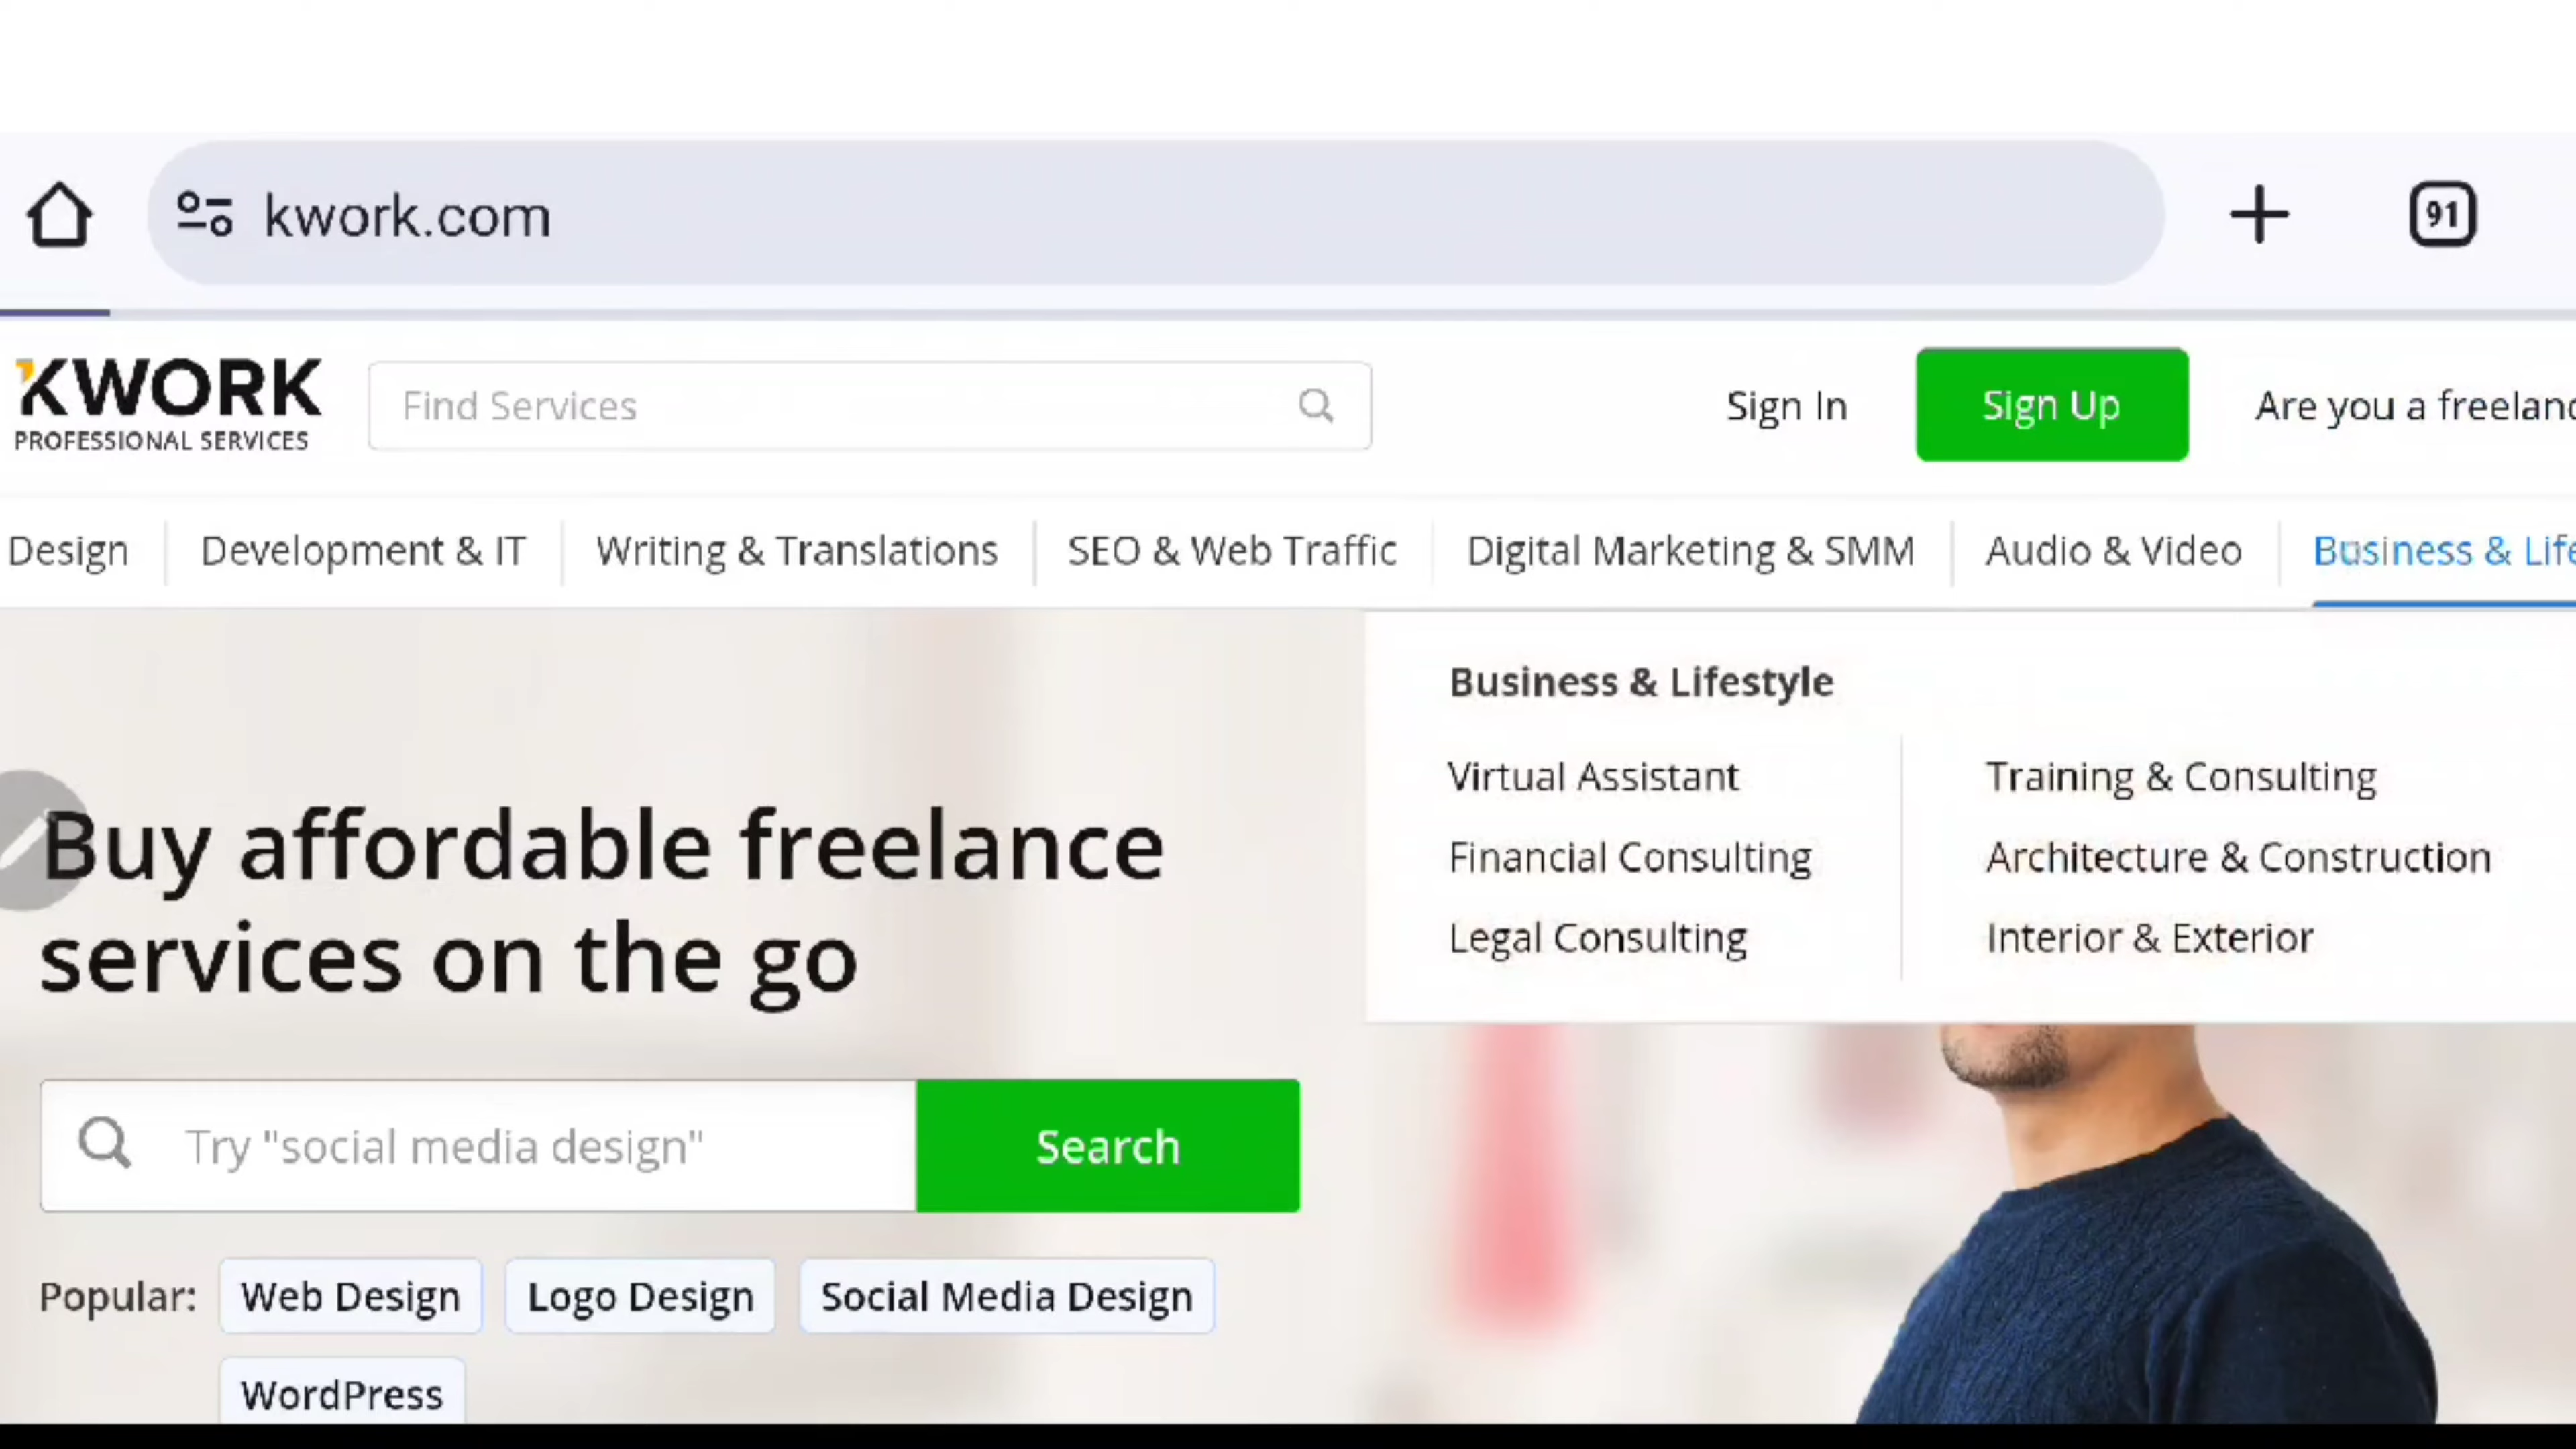 kwork.com
91
KWORK
PROFESSIONAL SERVICES
Find Services
Sign In
Sign Up
Are you a freelanc
Design
Development & IT
Writing & Translations
SEO & Web Traffic
Digital Marketing & SMM
Audio & Video
Business & Life
Business & Lifestyle
Virtual Assistant
Financial Consulting
Legal Consulting
Training & Consulting
Architecture & Construction
Interior & Exterior
Buy affordable freelance
services on the go
Try "social media design"
Search
Popular:
Web Design
Logo Design
Social Media Design
WordPress